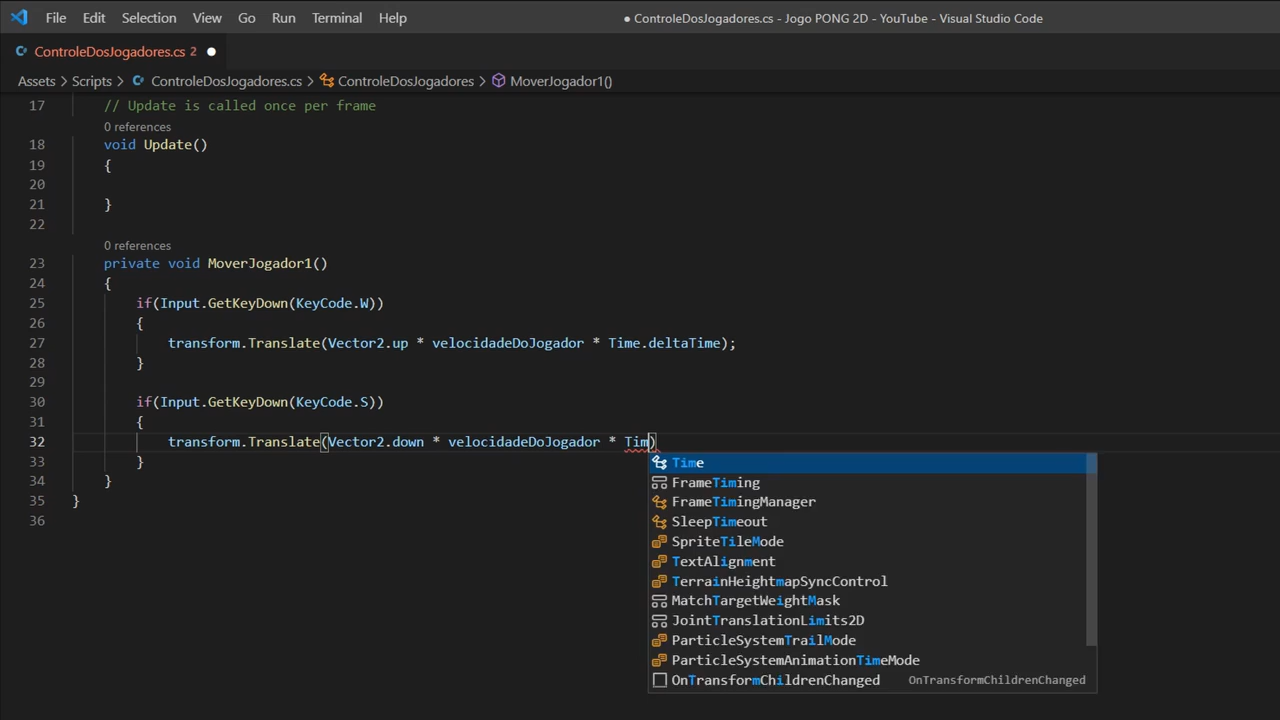 File Edit Selection View Go Run Terminal Help ● ControleDosJogadores.cs - Jogo PONG 2D - YouTube - Visual Studio Code
ControleDosJogadores.cs 2 ●
Assets > Scripts > ControleDosJogadores.cs > ControleDosJogadores > MoverJogador1()
17 // Update is called once per frame
0 references
18 void Update()
19 {
20
21 }
22
0 references
23 private void MoverJogador1()
24 {
25 if(Input.GetKeyDown(KeyCode.W))
26 {
27 transform.Translate(Vector2.up * velocidadeDoJogador * Time.deltaTime);
28 }
29
30 if(Input.GetKeyDown(KeyCode.S))
31 {
32 transform.Translate(Vector2.down * velocidadeDoJogador * Tim)
33 }
34 }
35 }
36
Time
FrameTiming
FrameTimingManager
SleepTimeout
SpriteTileMode
TextAlignment
TerrainHeightmapSyncControl
MatchTargetWeightMask
JointTranslationLimits2D
ParticleSystemTrailMode
ParticleSystemAnimationTimeMode
OnTransformChildrenChanged OnTransformChildrenChanged